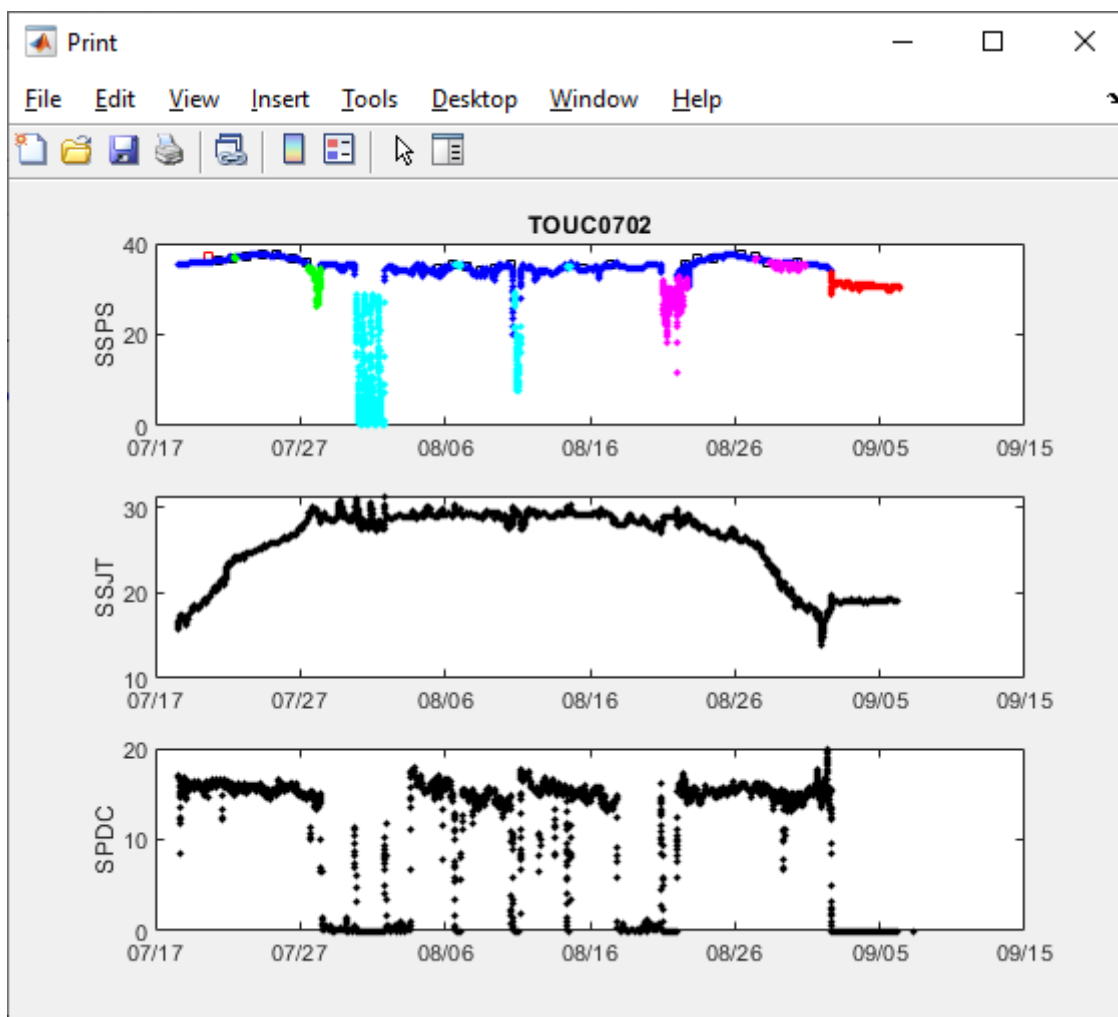 Print
File Edit View Insert Tools Desktop Window Help
TOUC0702
40
20
0
SSPS
07/17 07/27 08/06 08/16 08/26 09/05 09/15
30
20
10
SSJT
07/17 07/27 08/06 08/16 08/26 09/05 09/15
20
10
0
SPDC
07/17 07/27 08/06 08/16 08/26 09/05 09/15